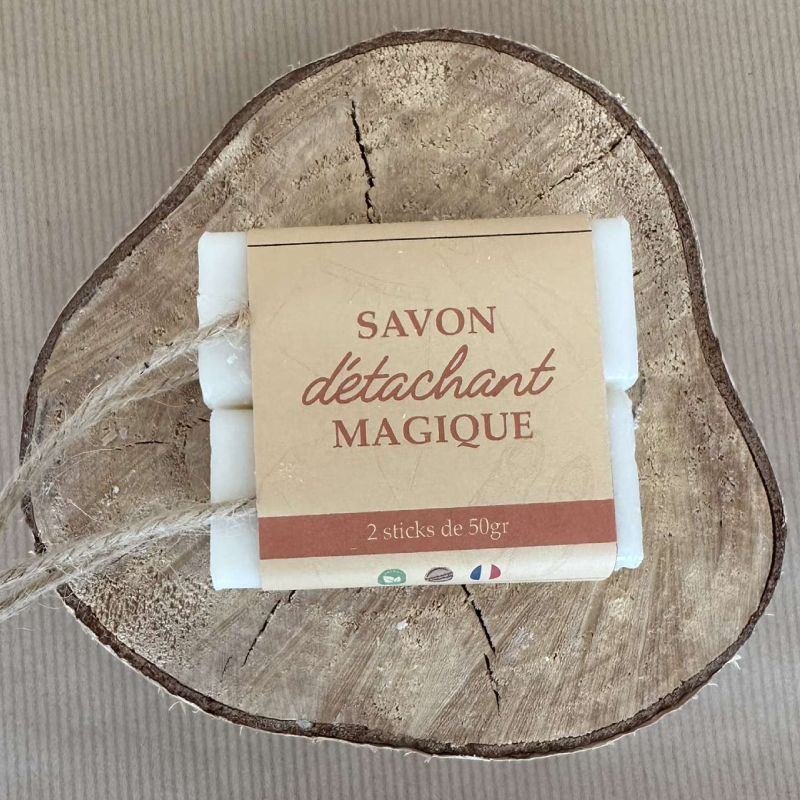 SAVON
détachant
MAGIQUE
2 sticks de 50gr